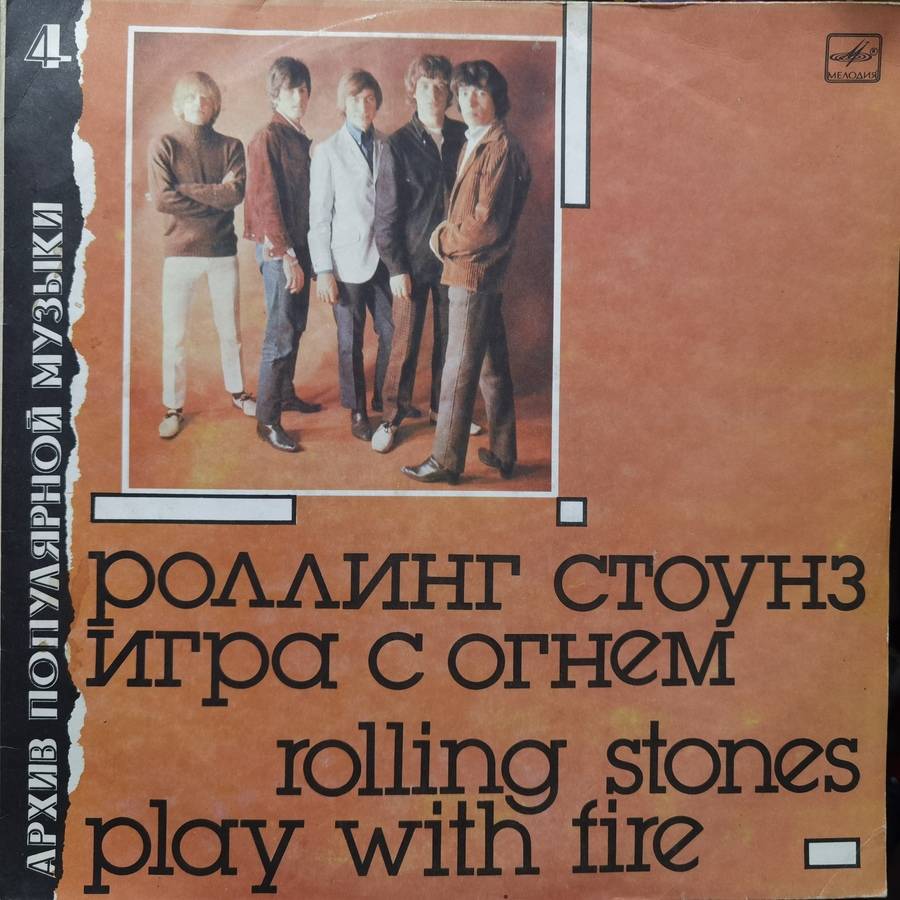 4
АРХИВ ПОПУЛЯРНОЙ МУЗЫКИ
МЕЛОДИЯ
роллинг стоунз
игра с огнем
rolling stones
play with fire